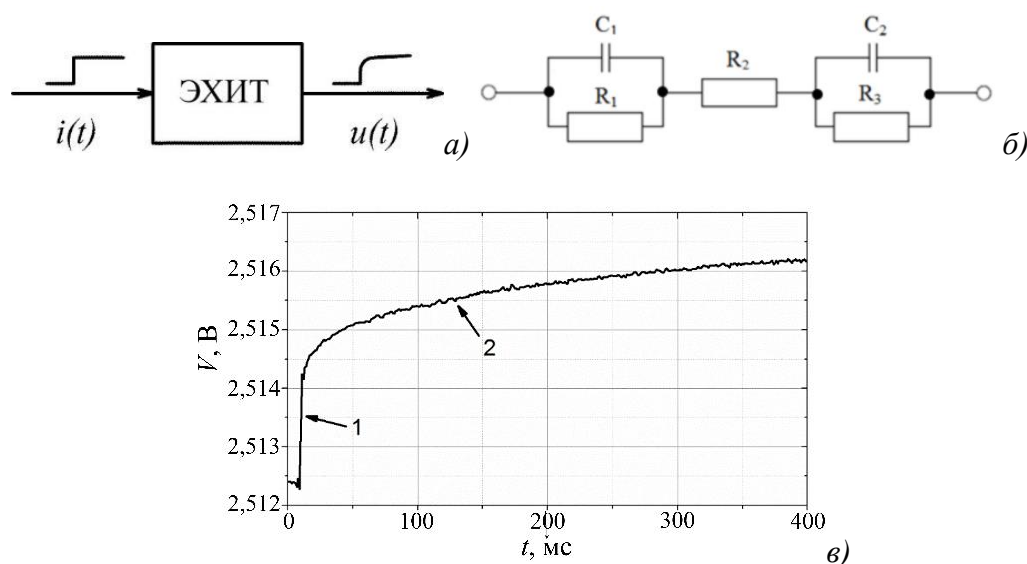 ЭХИТ
i(t)
u(t)
а)
C₁
R₁
R₂
C₂
R₃
б)
2,517
2,516
2,515
2,514
2,513
2,512
V, В
1
2
0
100
200
300
400
t, мс
в)